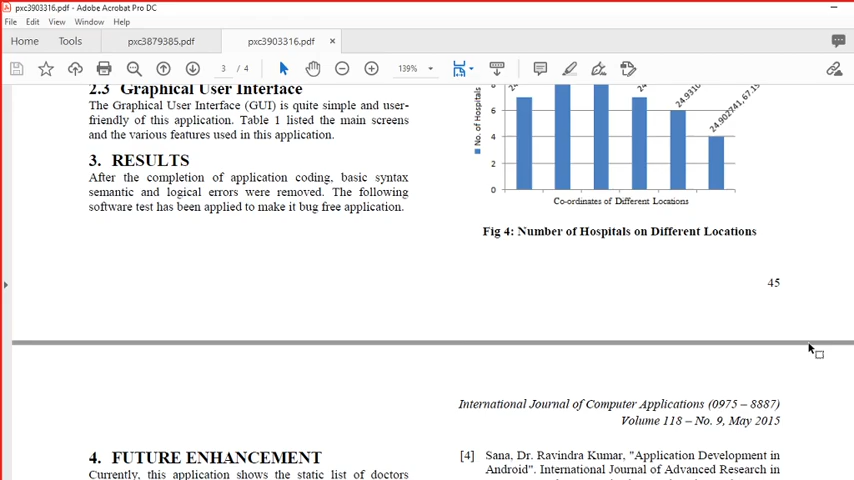 pxc3903316.pdf - Adobe Acrobat Pro DC
File Edit View Window Help
Home Tools pxc3879385.pdf pxc3903316.pdf ×
3 / 4 139%
2.3 Graphical User Interface
The Graphical User Interface (GUI) is quite simple and user-
friendly of this application. Table 1 listed the main screens
and the various features used in this application.
3. RESULTS
After the completion of application coding, basic syntax
semantic and logical errors were removed. The following
software test has been applied to make it bug free application.
No. of Hospitals
8
6
4
2
0
24.902741,67.19
Co-ordinates of Different Locations
Fig 4: Number of Hospitals on Different Locations
45
International Journal of Computer Applications (0975 – 8887)
Volume 118 – No. 9, May 2015
4. FUTURE ENHANCEMENT
Currently, this application shows the static list of doctors
[4] Sana, Dr. Ravindra Kumar, "Application Development in
Android". International Journal of Advanced Research in